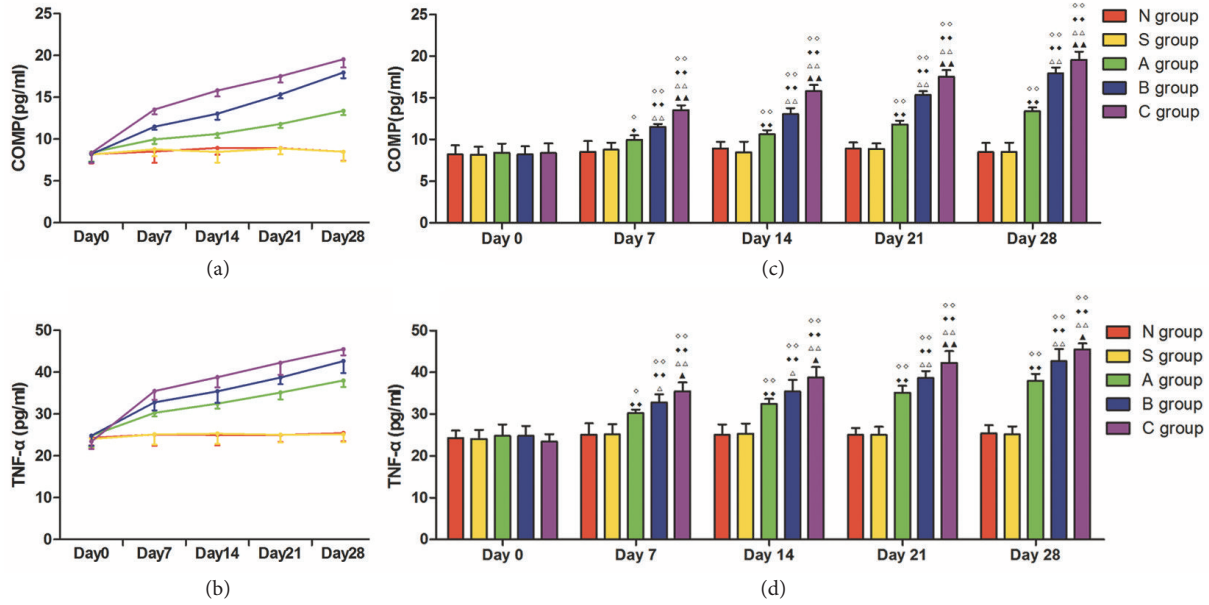 25
20
15
10
5
0
COMP(pg/ml)
Day0 Day7 Day14 Day21 Day28
(a)
25
20
15
10
5
0
COMP(pg/ml)
Day 0 Day 7 Day 14 Day 21 Day 28
N group
S group
A group
B group
C group
(c)
50
40
30
20
10
0
TNF-α (pg/ml)
Day0 Day7 Day14 Day21 Day28
(b)
50
40
30
20
10
0
TNF-α (pg/ml)
Day 0 Day 7 Day 14 Day 21 Day 28
N group
S group
A group
B group
C group
(d)